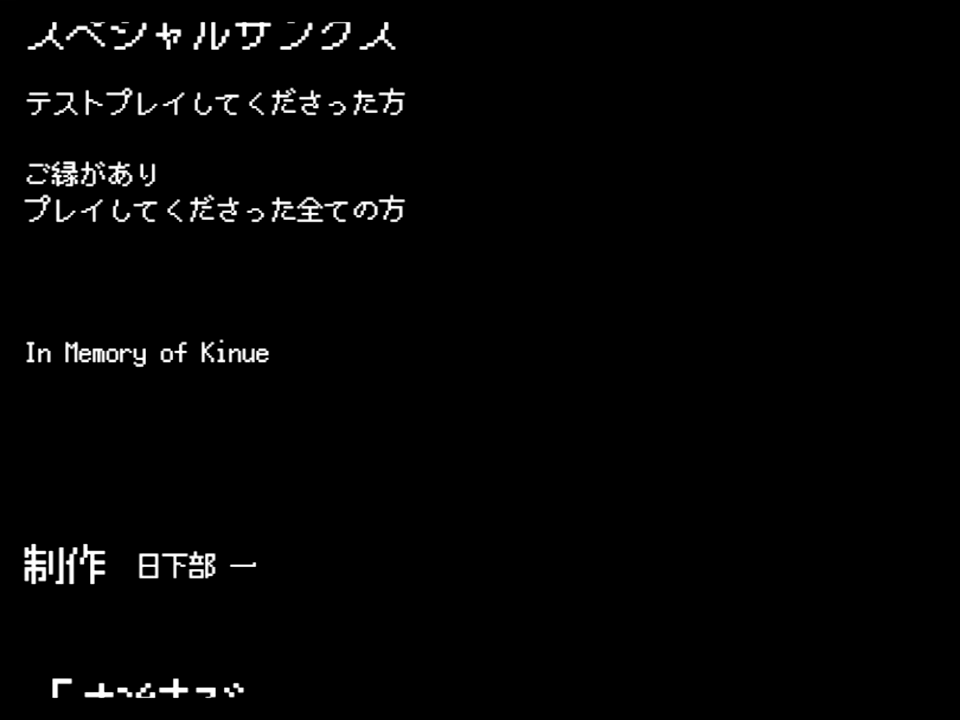 スペシャルサンクス
テストプレイしてくださった方
ご縁があり
プレイしてくださった全ての方
In Memory of Kinue
制作 日下部 一